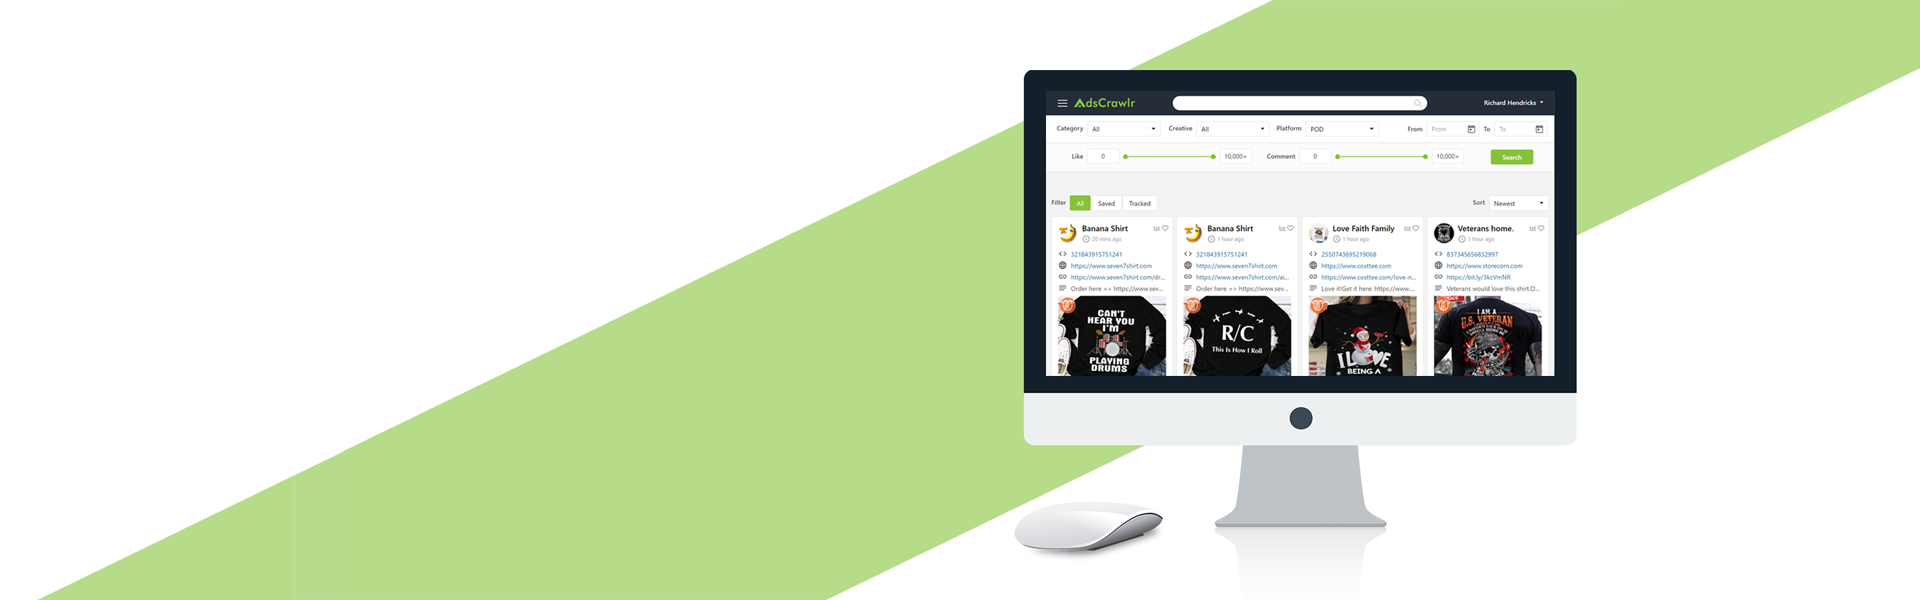 AdsCrawlr
Richard Hendricks
Category All Creative All Platform POD From From To To
Like 0 10,000+ Comment 0 10,000+ Search
Filter All Saved Tracked Sort Newest
Banana Shirt
20 mins ago
321843915751241
https://www.seven7shirt.com
https://www.seven7shirt.com/dr...
Order here => https://www.sev...
CAN'T
HEAR YOU
I'M
PLAYING
DRUMS
Banana Shirt
1 hour ago
321843915751241
https://www.seven7shirt.com
https://www.seven7shirt.com/ai...
Order here => https://www.sev...
R/C
This Is How I Roll
Love Faith Family
1 hour ago
2550743695219068
https://www.costtee.com
https://www.costtee.com/love-n...
Love it!Get it here: https://www....
I LOVE
BEING A
Veterans home.
1 hour ago
837345656832997
https://www.storecom.com
https://bit.ly/3kcVmNR
Veterans would love this shirt.O...
I AM A
U.S. VETERAN